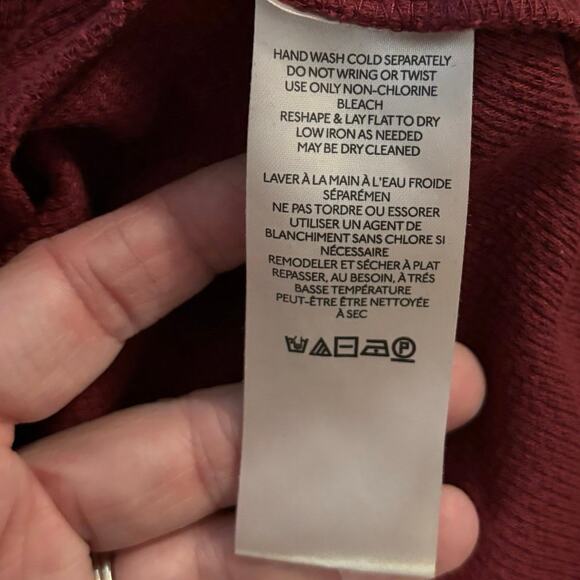 HAND WASH COLD SEPARATELY
DO NOT WRING OR TWIST
USE ONLY NON-CHLORINE
BLEACH
RESHAPE & LAY FLAT TO DRY
LOW IRON AS NEEDED
MAY BE DRY CLEANED
LAVER À LA MAIN À L'EAU FROIDE
SÉPARÉMEN
NE PAS TORDRE OU ESSORER
UTILISER UN AGENT DE
BLANCHIMENT SANS CHLORE SI
NÉCESSAIRE
REMODELER ET SÉCHER À PLAT
REPASSER, AU BESOIN, À TRÉS
BASSE TEMPÉRATURE
PEUT-ÊTRE ÊTRE NETTOYÉE
À SEC
P